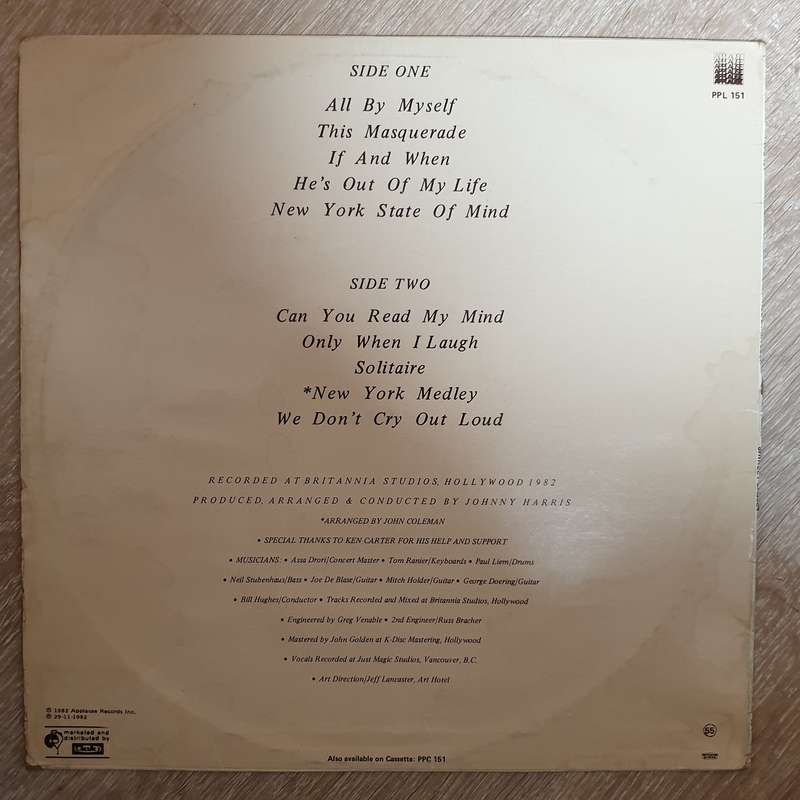 SIDE ONE
PPL 151
All By Myself
This Masquerade
If And When
He's Out Of My Life
New York State Of Mind
SIDE TWO
Can You Read My Mind
Only When I Laugh
Solitaire
*New York Medley
We Don't Cry Out Loud
RECORDED AT BRITANNIA STUDIOS, HOLLYWOOD 1982
PRODUCED, ARRANGED & CONDUCTED BY JOHNNY HARRIS
*ARRANGED BY JOHN COLEMAN
• SPECIAL THANKS TO KEN CARTER FOR HIS HELP AND SUPPORT
• MUSICIANS: • Assa Drori/Concert Master • Tom Ranier/Keyboards • Paul Liem/Drums
• Neil Stubenhaus/Bass • Joe De Blase/Guitar • Mitch Holder/Guitar • George Doering/Guitar
• Bill Hughes/Conductor • Tracks Recorded and Mixed at Britannia Studios, Hollywood
• Engineered by Greg Venable • 2nd Engineer/Russ Bracher
• Mastered by John Golden at K-Disc Mastering, Hollywood
• Vocals Recorded at Just Magic Studios, Vancouver, B.C.
• Art Direction/Jeff Lancaster, Art Hotel
℗ 1982 Applause Records Inc.
© 29-11-1982
marketed and
distributed by
55
Also available on Cassette: PPC 151